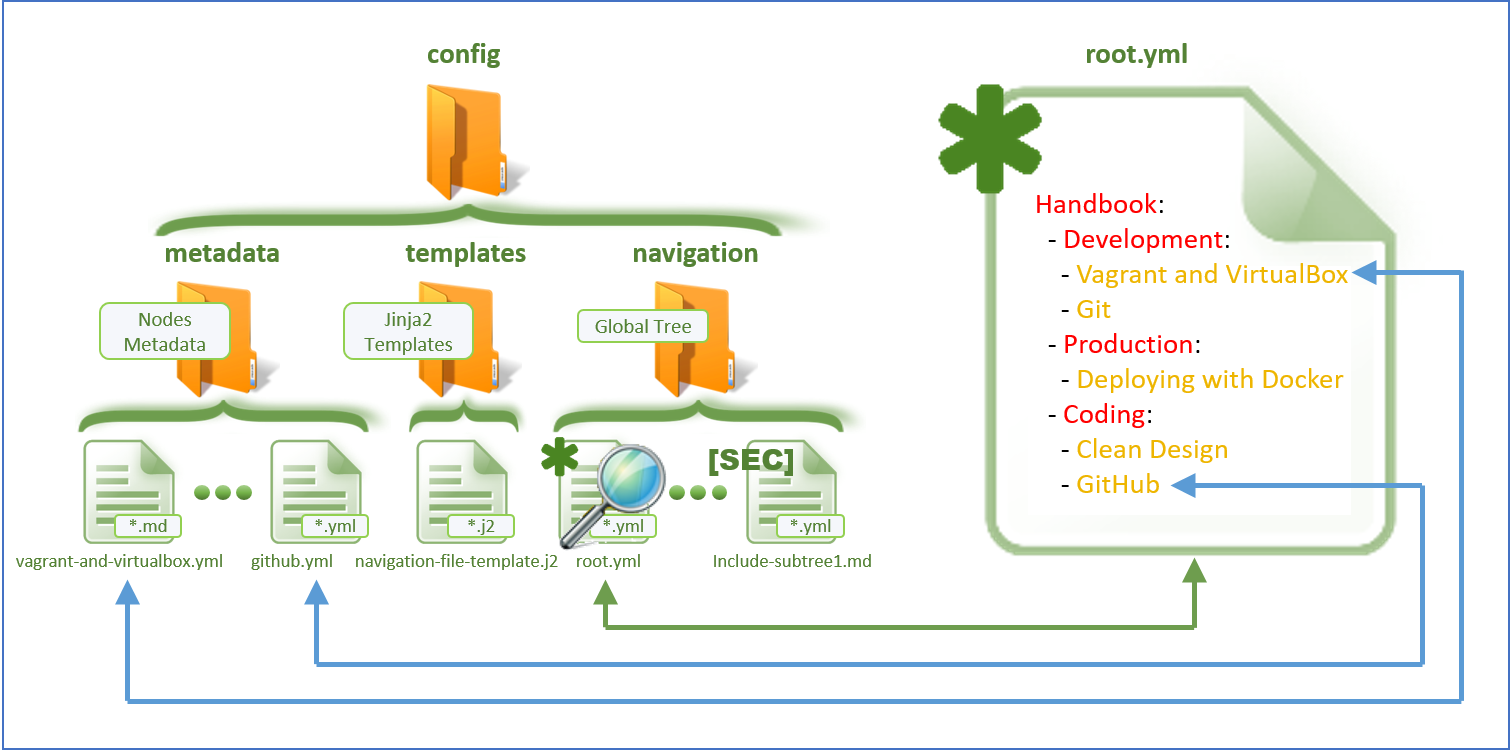 config
root.yml
metadata
templates
navigation
Nodes
Metadata
Jinja2
Templates
Global Tree
[SEC]
*.md
*.yml
*.j2
*.yml
*.yml
vagrant-and-virtualbox.yml
github.yml
navigation-file-template.j2
root.yml
Include-subtree1.md
Handbook:
- Development:
- Vagrant and VirtualBox
- Git
- Production:
- Deploying with Docker
- Coding:
- Clean Design
- GitHub